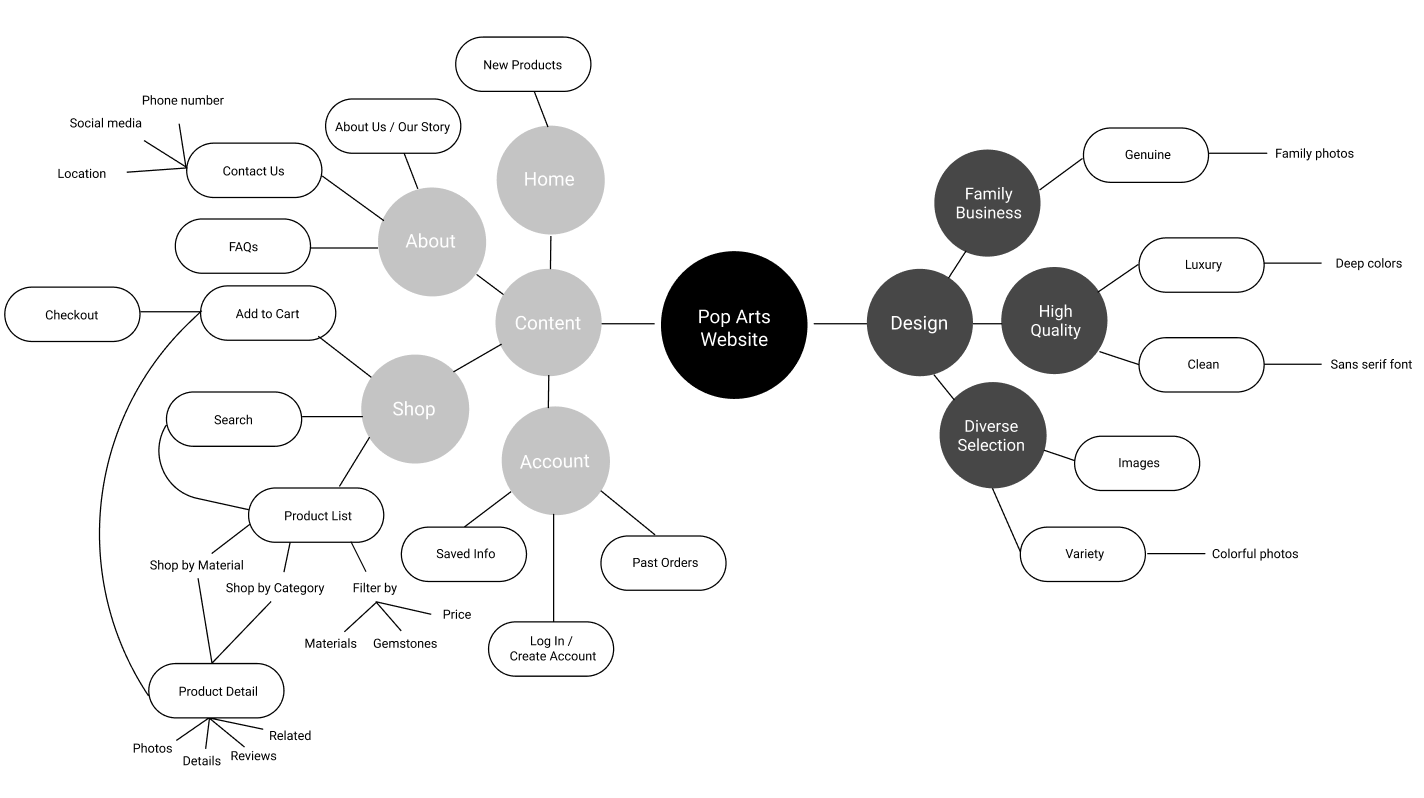 New Products
Phone number
Social media
Location
Contact Us
About Us / Our Story
Home
About
FAQs
Checkout
Add to Cart
Content
Shop
Search
Account
Product List
Saved Info
Past Orders
Log In /
Create Account
Shop by Material
Shop by Category
Filter by
Price
Materials
Gemstones
Product Detail
Photos
Details
Reviews
Related
Pop Arts
Website
Design
Family
Business
Genuine
Family photos
High
Quality
Luxury
Deep colors
Clean
Sans serif font
Diverse
Selection
Images
Variety
Colorful photos